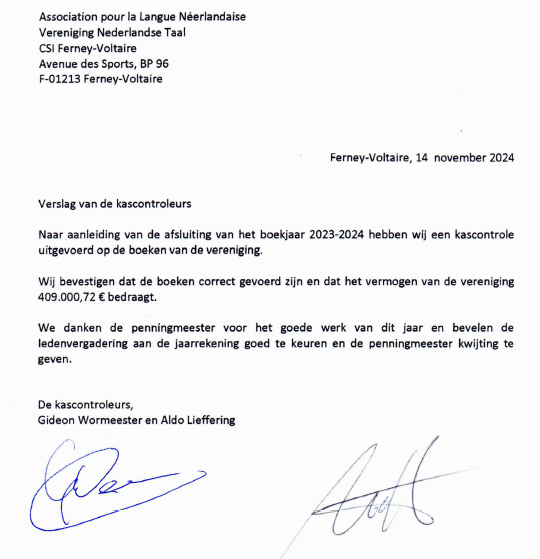 Association pour la Langue Néerlandaise
Vereniging Nederlandse Taal
CSI Ferney-Voltaire
Avenue des Sports, BP 96
F-01213 Ferney-Voltaire
Ferney-Voltaire, 14 november 2024
Verslag van de kascontroleurs
Naar aanleiding van de afsluiting van het boekjaar 2023-2024 hebben wij een kascontrole
uitgevoerd op de boeken van de vereniging.
Wij bevestigen dat de boeken correct gevoerd zijn en dat het vermogen van de vereniging
409.000,72 € bedraagt.
We danken de penningmeester voor het goede werk van dit jaar en bevelen de
ledenvergadering aan de jaarrekening goed te keuren en de penningmeester kwijting te
geven.
De kascontroleurs,
Gideon Wormeester en Aldo Lieffering